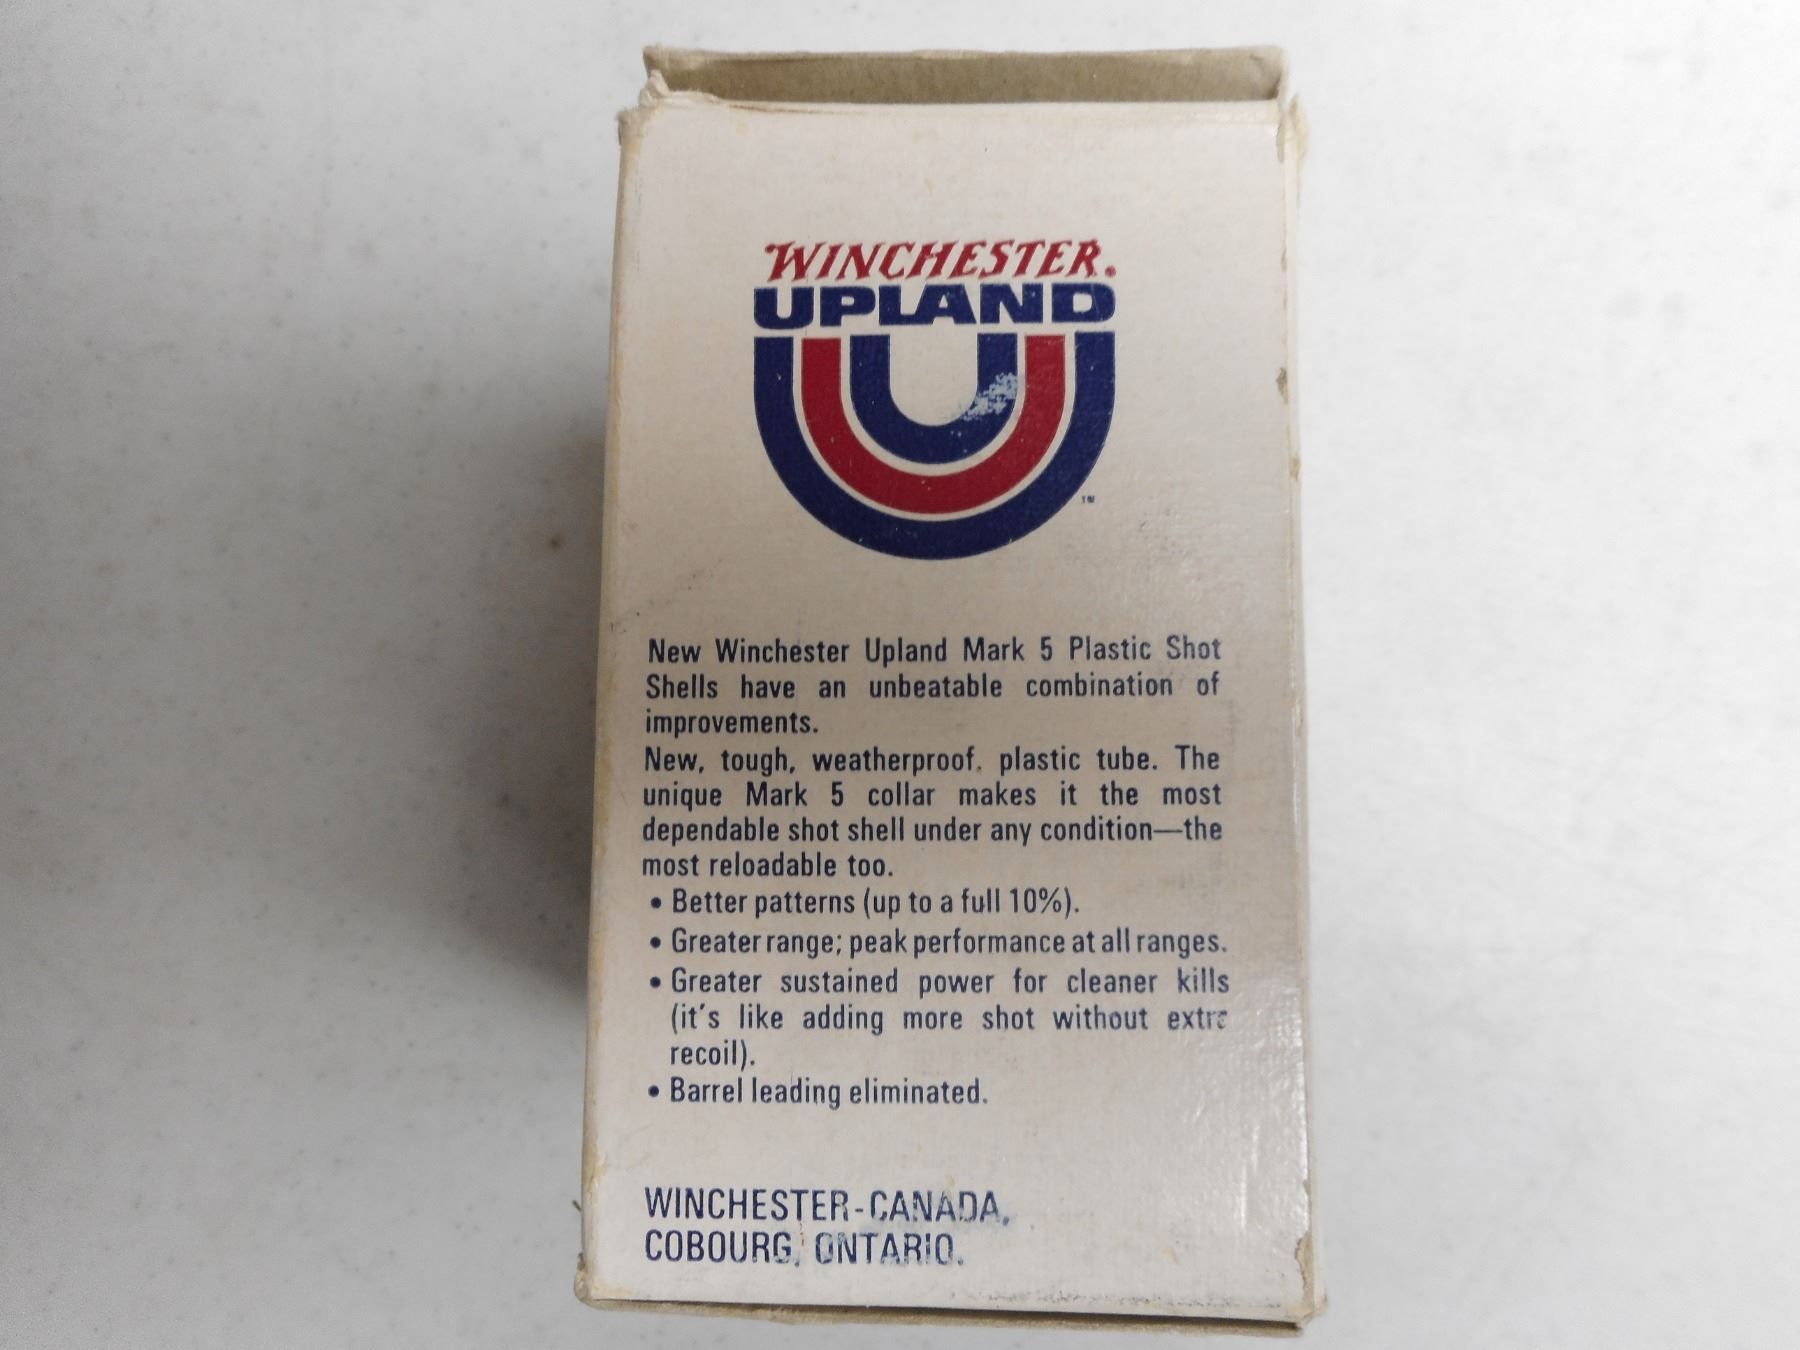 WINCHESTER®
UPLAND
™
New Winchester Upland Mark 5 Plastic Shot
Shells have an unbeatable combination of
improvements.
New, tough, weatherproof, plastic tube. The
unique Mark 5 collar makes it the most
dependable shot shell under any condition—the
most reloadable too.
• Better patterns (up to a full 10%).
• Greater range; peak performance at all ranges.
• Greater sustained power for cleaner kills
(it's like adding more shot without extra
recoil).
• Barrel leading eliminated.
WINCHESTER-CANADA,
COBOURG, ONTARIO.